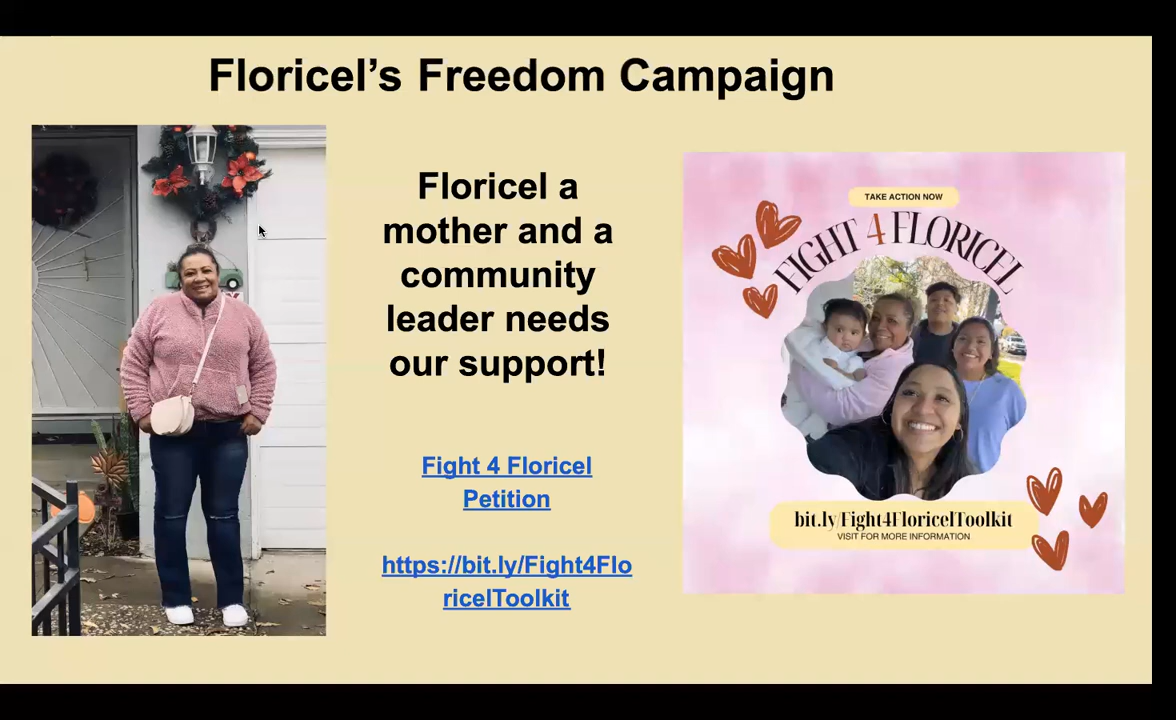 Floricel’s Freedom Campaign
Floricel a
mother and a
community
leader needs
our support!
Fight 4 Floricel
Petition
https://bit.ly/Fight4Flo
ricelToolkit
TAKE ACTION NOW
FIGHT 4 FLORICEL
bit.ly/Fight4FloricelToolkit
VISIT FOR MORE INFORMATION